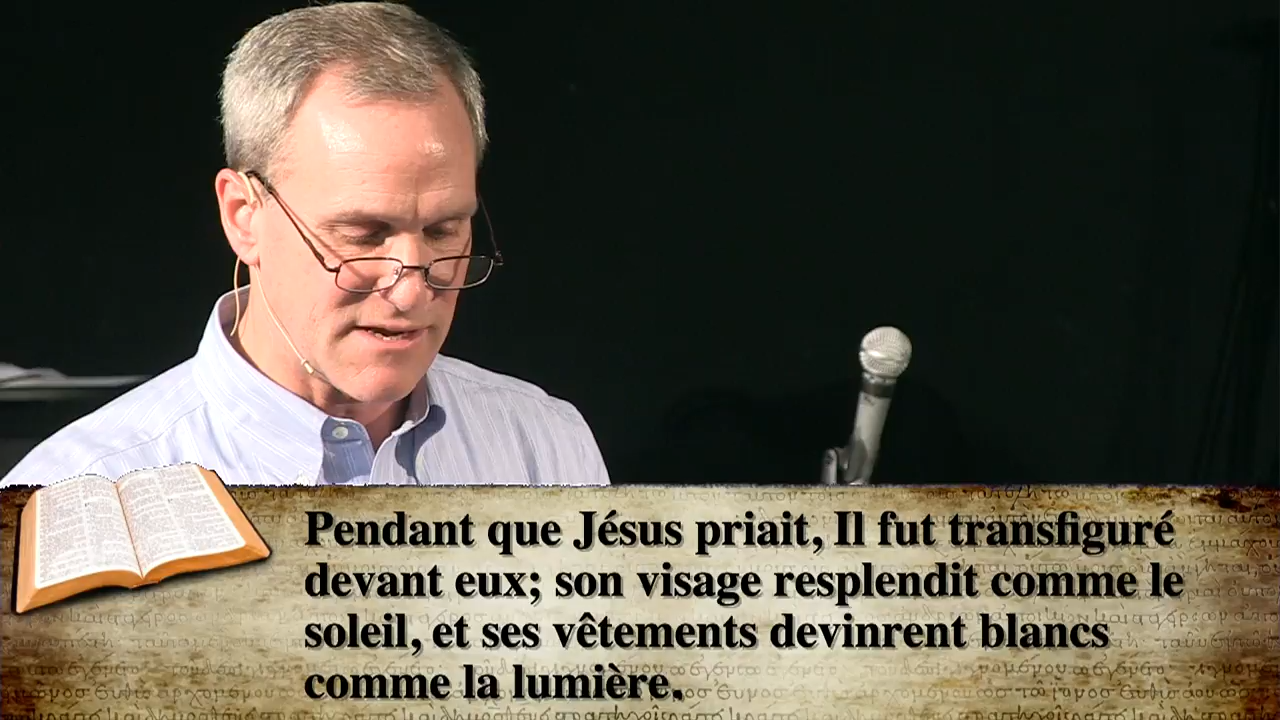 Pendant que Jésus priait, Il fut transfiguré
devant eux; son visage resplendit comme le
soleil, et ses vêtements devinrent blancs
comme la lumière.